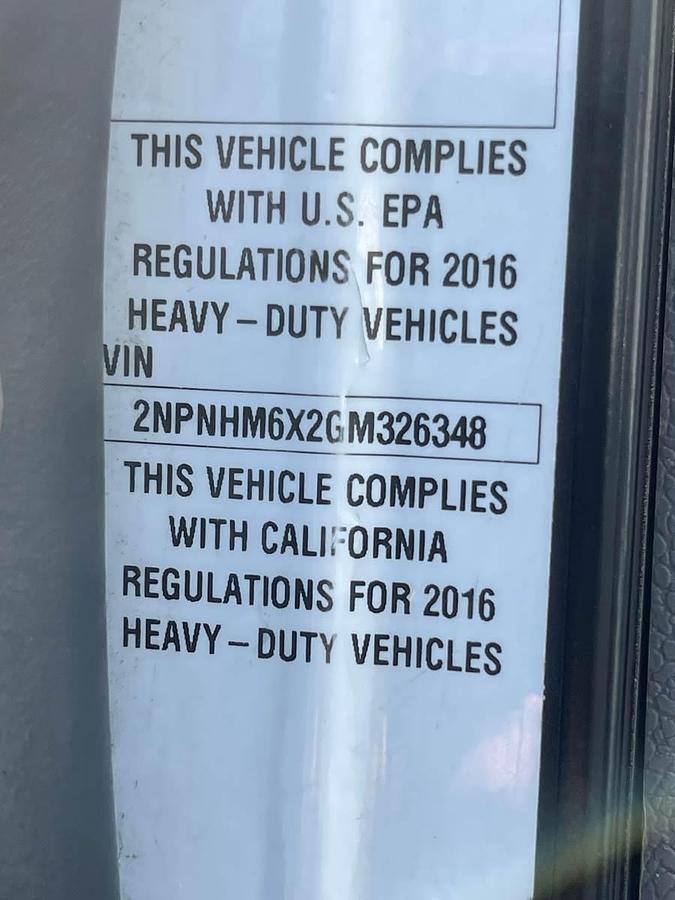 THIS VEHICLE COMPLIES
WITH U.S. EPA
REGULATIONS FOR 2016
HEAVY – DUTY VEHICLES
VIN
2NPNHM6X2GM326348
THIS VEHICLE COMPLIES
WITH CALIFORNIA
REGULATIONS FOR 2016
HEAVY – DUTY VEHICLES